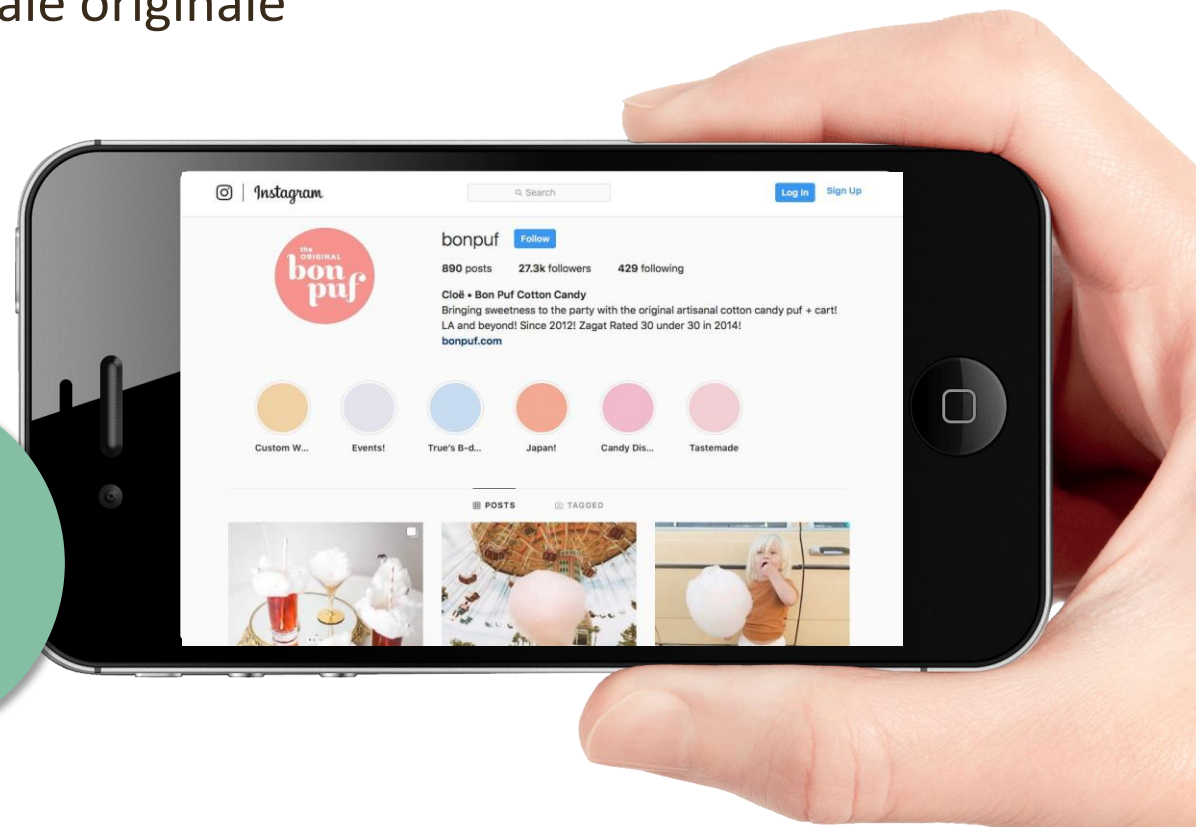 ale originale
Instagram
Search
Log In
Sign Up
the
ORIGINAL
bon
puf
bonpuf
Follow
890 posts 27.3k followers 429 following
Cloë • Bon Puf Cotton Candy
Bringing sweetness to the party with the original artisanal cotton candy puf + cart!
LA and beyond! Since 2012! Zagat Rated 30 under 30 in 2014!
bonpuf.com
Custom W... Events! True's B-d... Japan! Candy Dis... Tastemade
POSTS TAGGED